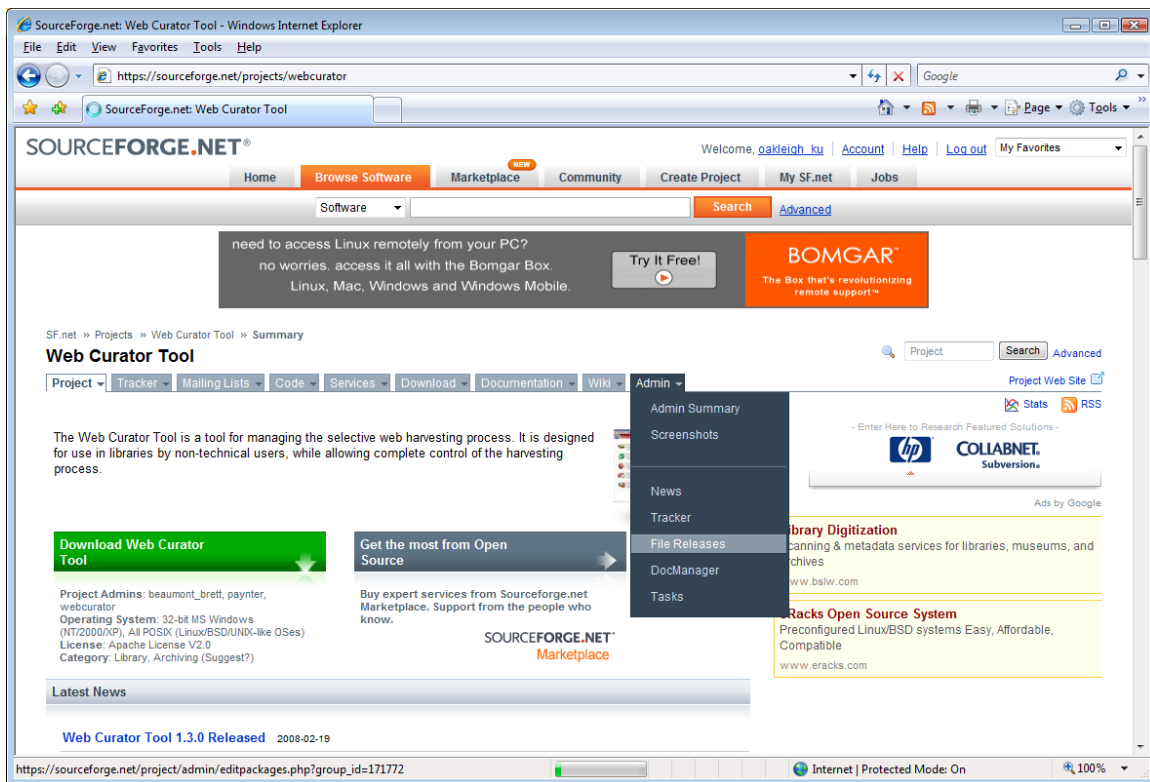 SourceForge.net: Web Curator Tool - Windows Internet Explorer
File Edit View Favorites Tools Help
https://sourceforge.net/projects/webcurator
Google
SourceForge.net: Web Curator Tool
Page Tools
SOURCEFORGE.NET®
Welcome, oakleigh_ku Account Help Log out My Favorites
NEW
Home Browse Software Marketplace Community Create Project My SF.net Jobs
Software Search Advanced
need to access Linux remotely from your PC?
no worries. access it all with the Bomgar Box.
Linux, Mac, Windows and Windows Mobile.
Try It Free!
BOMGAR™
The Box that's revolutionizing
remote support™
SF.net » Projects » Web Curator Tool » Summary
Web Curator Tool
Project Search Advanced
Project Tracker Mailing Lists Code Services Download Documentation Wiki Admin
Project Web Site
Stats RSS
Admin Summary
Screenshots
News
Tracker
File Releases
DocManager
Tasks
The Web Curator Tool is a tool for managing the selective web harvesting process. It is designed
for use in libraries by non-technical users, while allowing complete control of the harvesting
process.
- Enter Here to Research Featured Solutions -
hp COLLABNET.
Subversion®
Ads by Google
Download Web Curator
Tool
Get the most from Open
Source
Project Admins: beaumont_brett, paynter,
webcurator
Operating System: 32-bit MS Windows
(NT/2000/XP), All POSIX (Linux/BSD/UNIX-like OSes)
License: Apache License V2.0
Category: Library, Archiving (Suggest?)
Buy expert services from Sourceforge.net
Marketplace. Support from the people who
know.
SOURCEFORGE.NET®
Marketplace
Library Digitization
Scanning & metadata services for libraries, museums, and
archives
www.bslw.com
eRacks Open Source System
Preconfigured Linux/BSD systems Easy, Affordable,
Compatible
www.eracks.com
Latest News
Web Curator Tool 1.3.0 Released 2008-02-19
https://sourceforge.net/project/admin/editpackages.php?group_id=171772
Internet | Protected Mode: On 100%